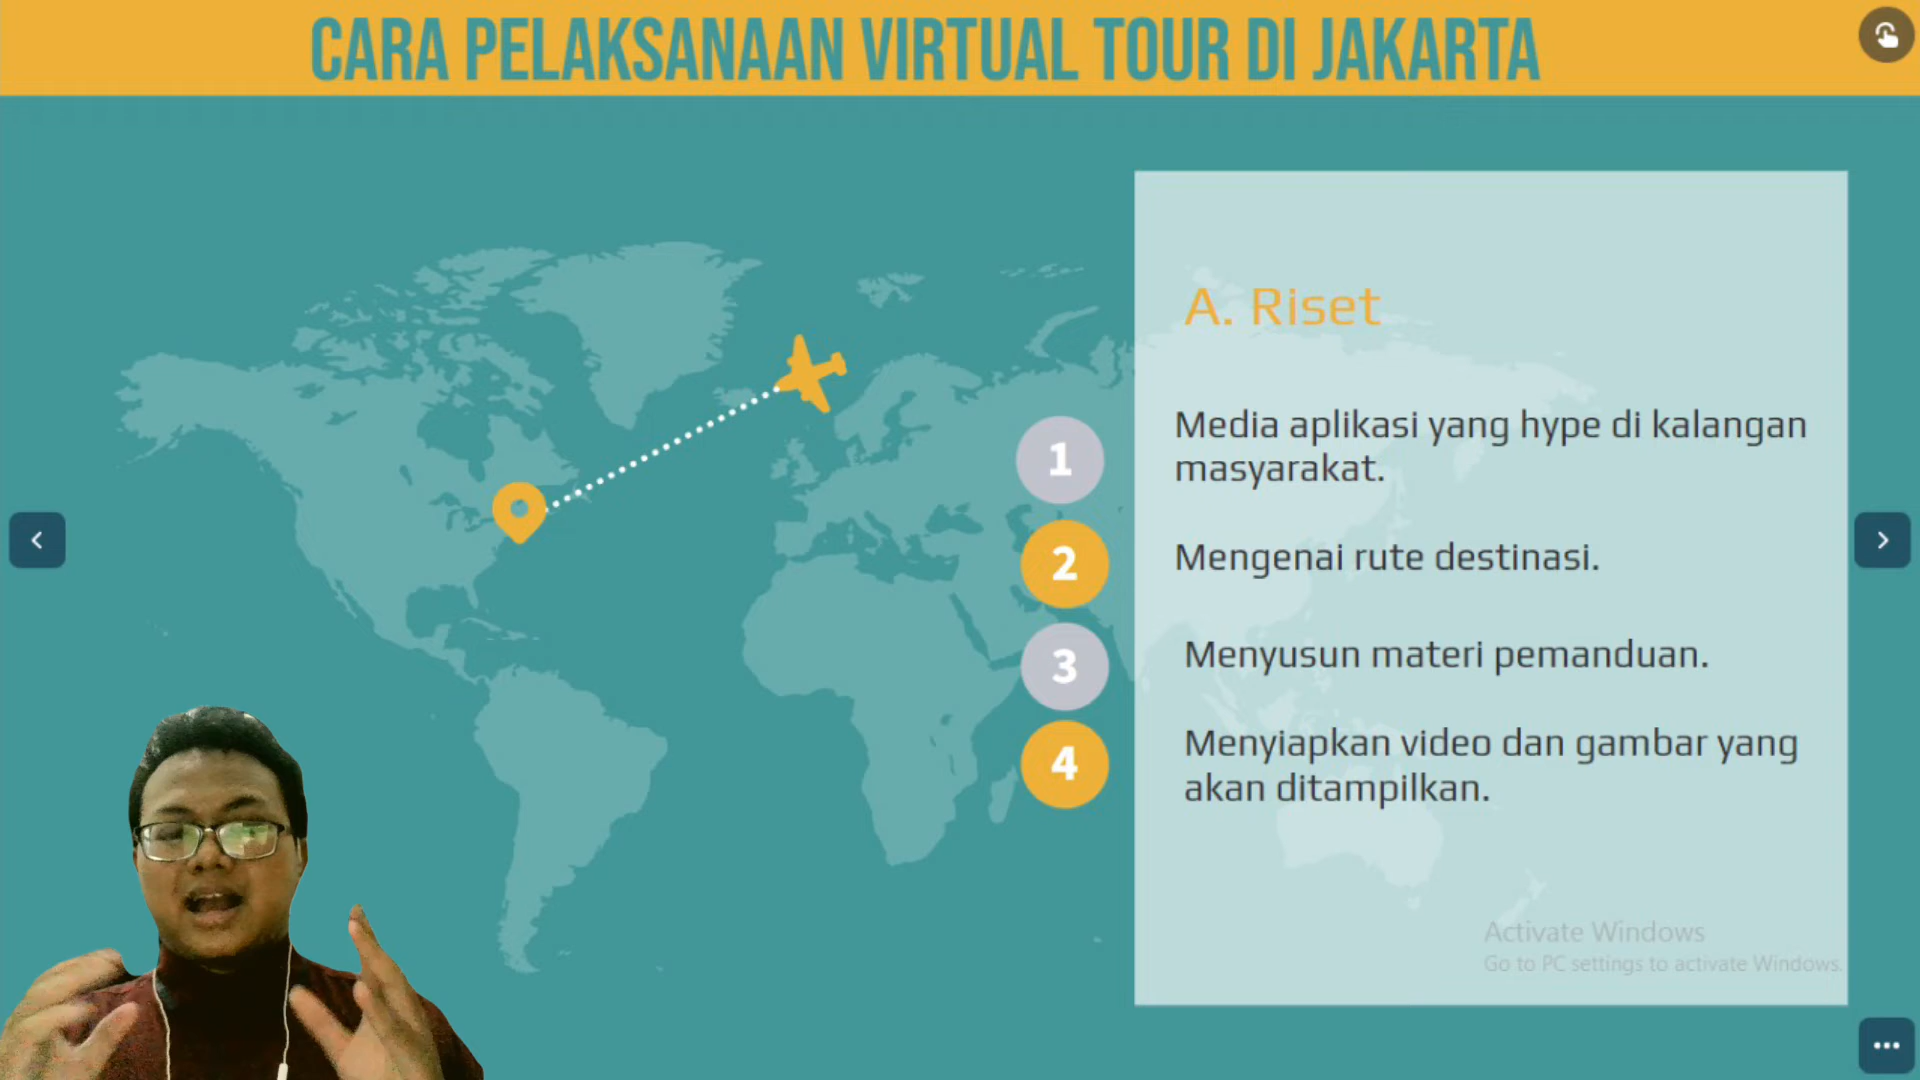 CARA PELAKSANAAN VIRTUAL TOUR DI JAKARTA
A. Riset
1
Media aplikasi yang hype di kalangan
masyarakat.
2
Mengenai rute destinasi.
3
Menyusun materi pemanduan.
4
Menyiapkan video dan gambar yang
akan ditampilkan.
Activate Windows
Go to PC settings to activate Windows.